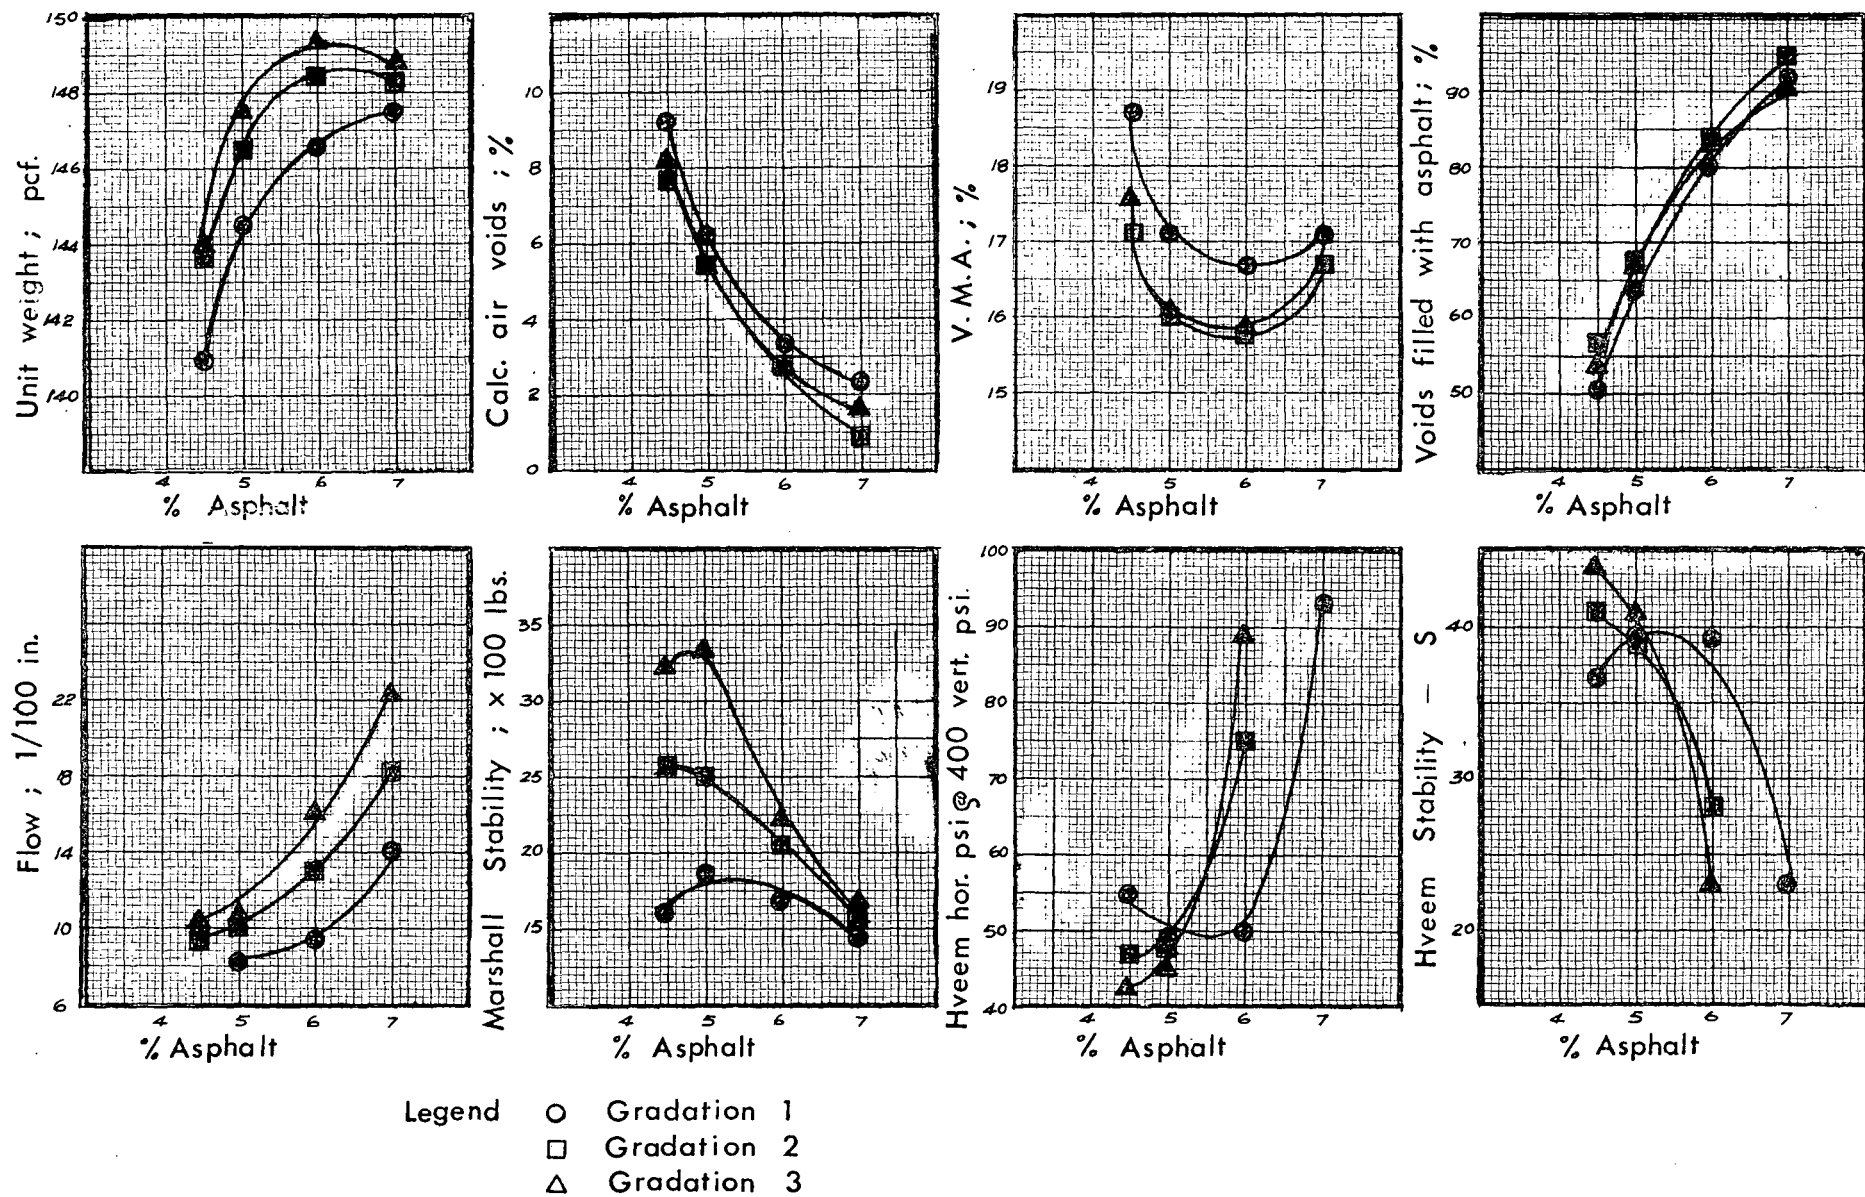 Unit weight ; pcf.
150
148
146
144
142
140
4 5 6 7
% Asphalt
Calc. air voids ; %
10
8
6
4
2
0
4 5 6 7
% Asphalt
V.M.A. ; %
19
18
17
16
15
4 5 6 7
% Asphalt
Voids filled with asphalt ; %
90
80
70
60
50
4 5 6 7
% Asphalt
Flow ; 1/100 in.
22
18
14
10
6
4 5 6 7
% Asphalt
Marshall Stability ; x 100 lbs.
35
30
25
20
15
4 5 6 7
% Asphalt
Hveem hor. psi @ 400 vert. psi.
100
90
80
70
60
50
40
4 5 6 7
% Asphalt
Hveem Stability — S
40
30
20
4 5 6 7
% Asphalt
Legend
Gradation 1
Gradation 2
Gradation 3